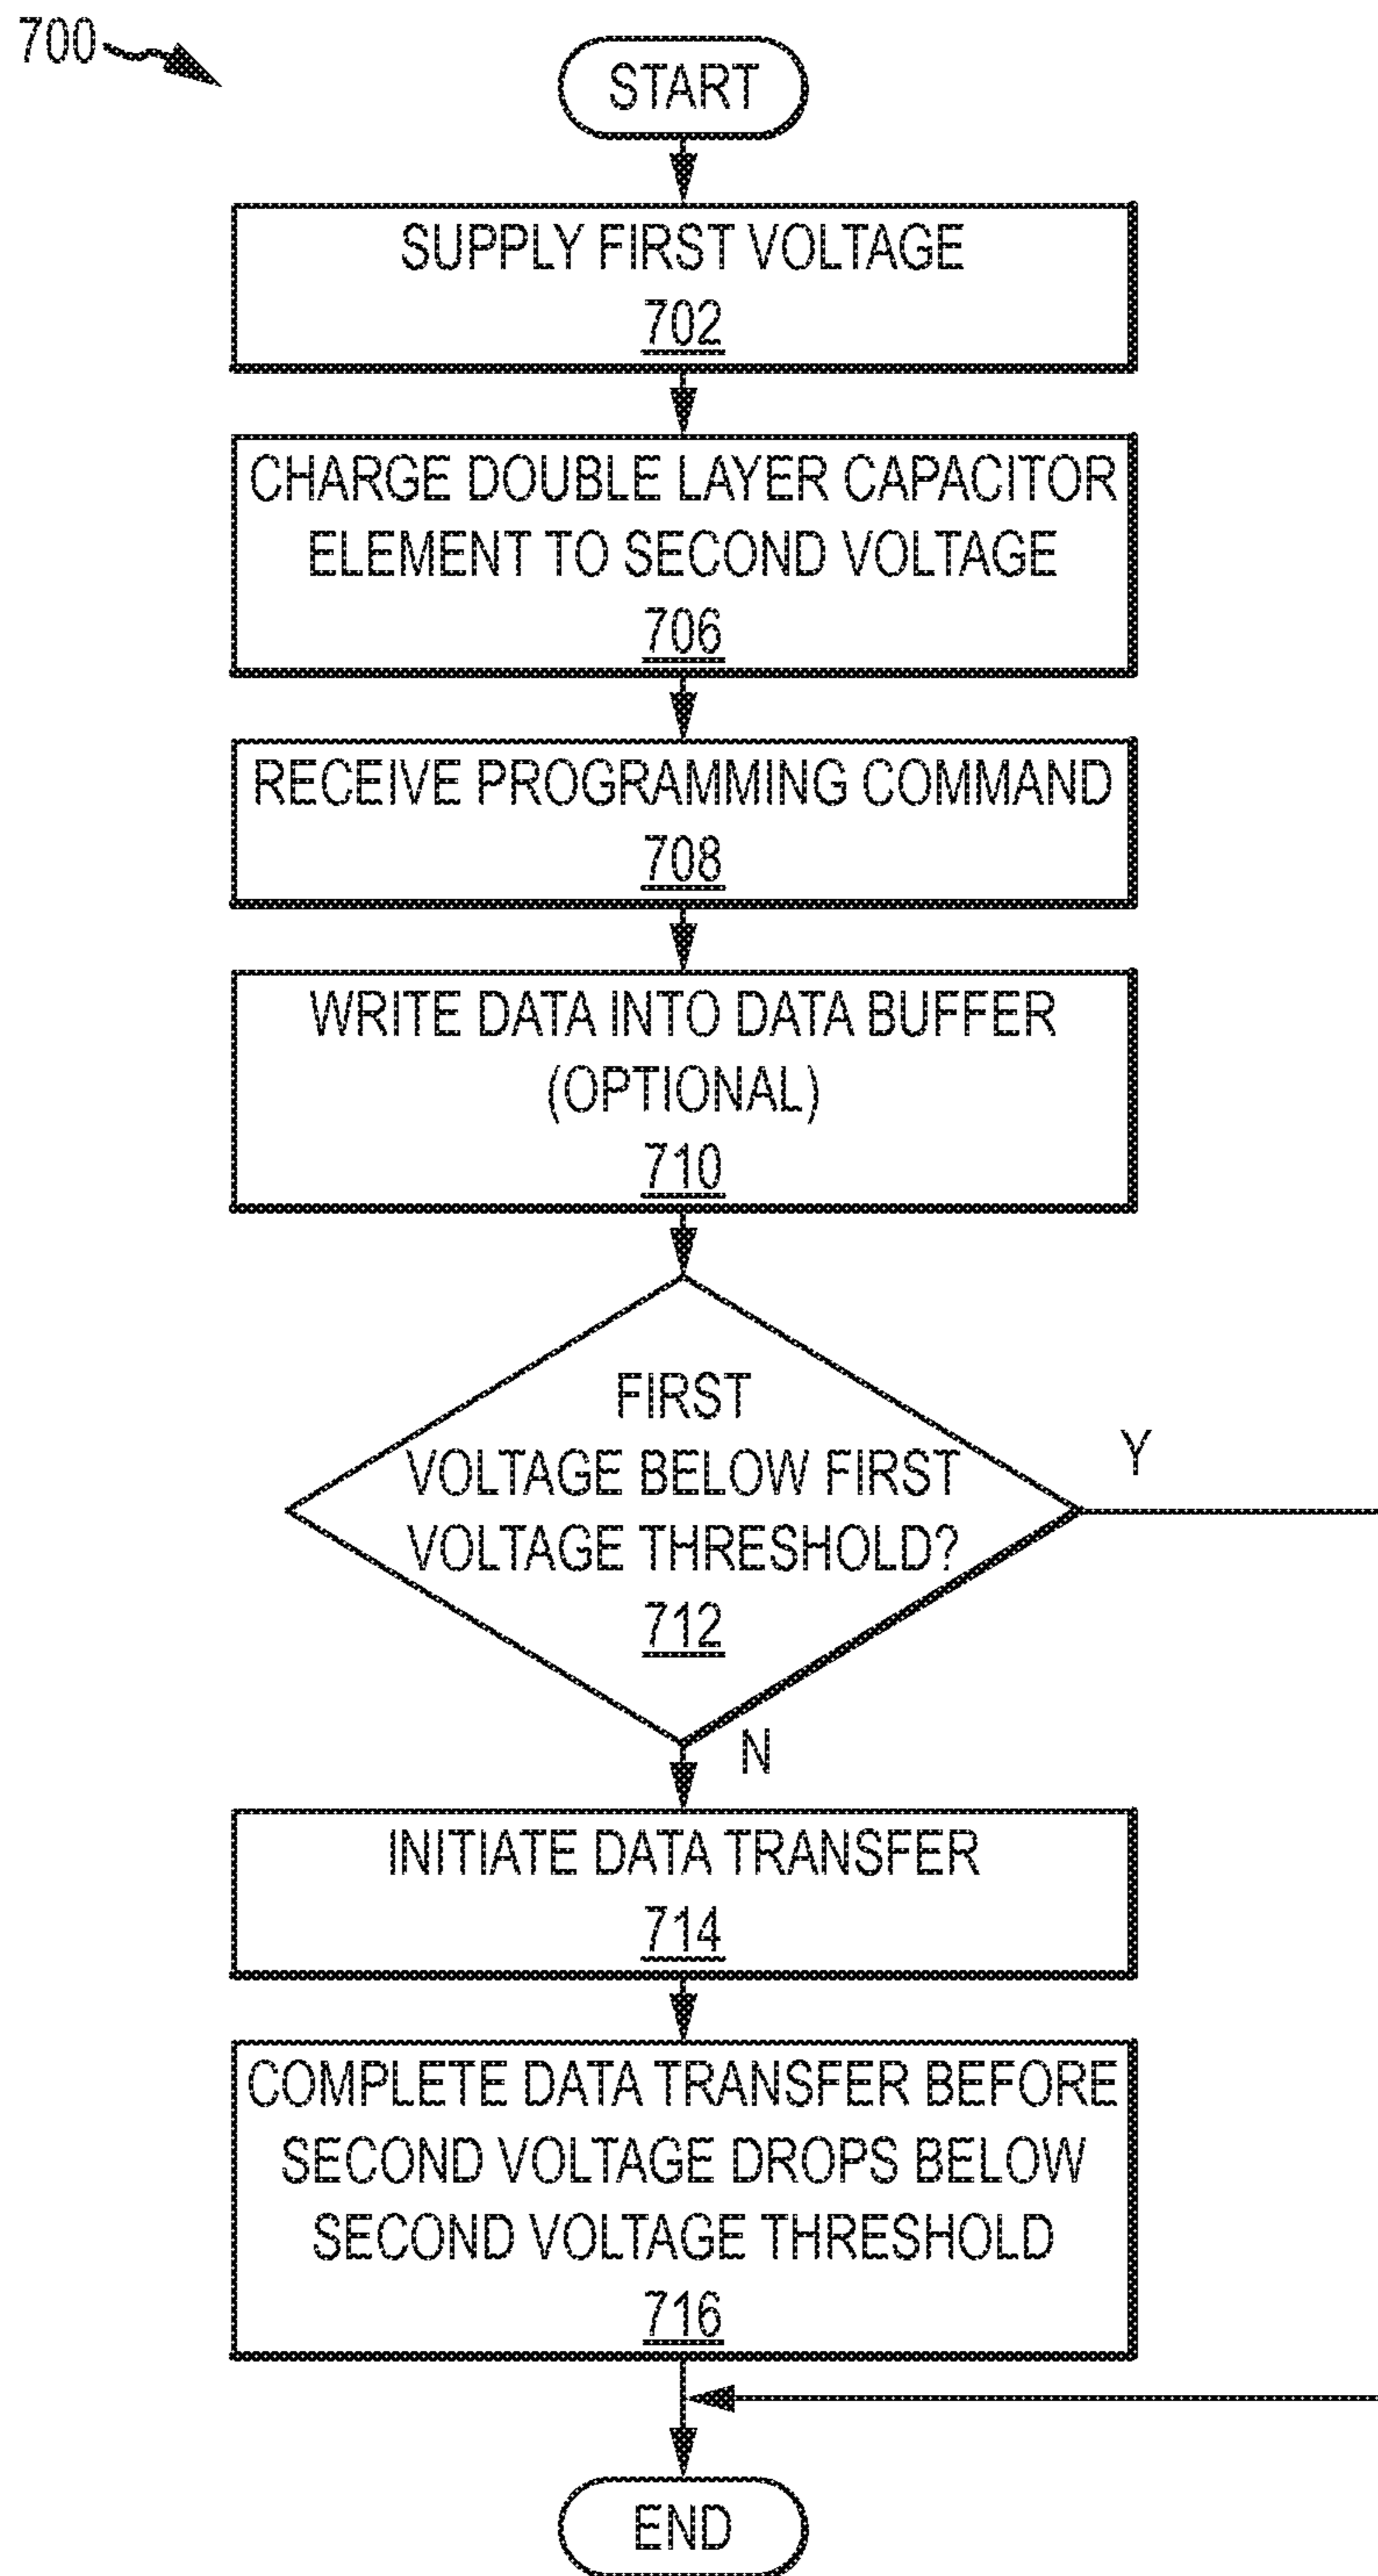 700
START
SUPPLY FIRST VOLTAGE
702
CHARGE DOUBLE LAYER CAPACITOR
ELEMENT TO SECOND VOLTAGE
706
RECEIVE PROGRAMMING COMMAND
708
WRITE DATA INTO DATA BUFFER
(OPTIONAL)
710
FIRST
VOLTAGE BELOW FIRST
VOLTAGE THRESHOLD?
712
Y
N
INITIATE DATA TRANSFER
714
COMPLETE DATA TRANSFER BEFORE
SECOND VOLTAGE DROPS BELOW
SECOND VOLTAGE THRESHOLD
716
END